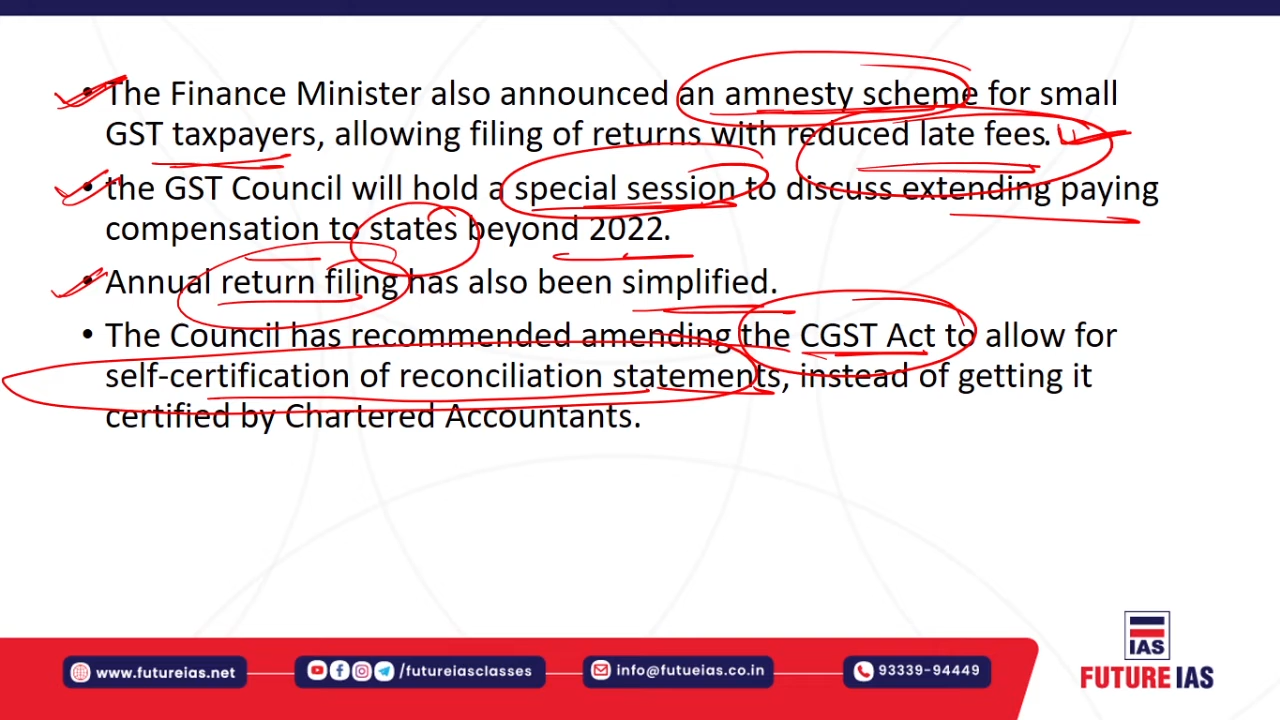 • The Finance Minister also announced an amnesty scheme for small
GST taxpayers, allowing filing of returns with reduced late fees.
• the GST Council will hold a special session to discuss extending paying
compensation to states beyond 2022.
• Annual return filing has also been simplified.
• The Council has recommended amending the CGST Act to allow for
self-certification of reconciliation statements, instead of getting it
certified by Chartered Accountants.
IAS
FUTURE IAS
www.futureias.net
/futureiasclasses
info@futueias.co.in
93339-94449